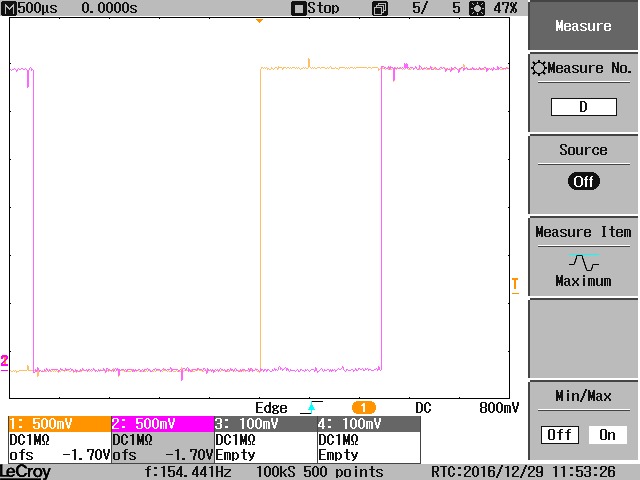 M 500µs 0.0000s Stop 5/ 5 47%
Measure
Measure No.
D
Source
Off
Measure Item
Maximum
T
2
Min/Max
Off On
Edge 1 DC 800mV
1: 500mV 2: 500mV 3: 100mV 4: 100mV
DC1MΩ DC1MΩ DC1MΩ DC1MΩ
ofs -1.70V ofs -1.70V Empty Empty
LeCroy f:154.441Hz 100kS 500 points RTC:2016/12/29 11:53:26